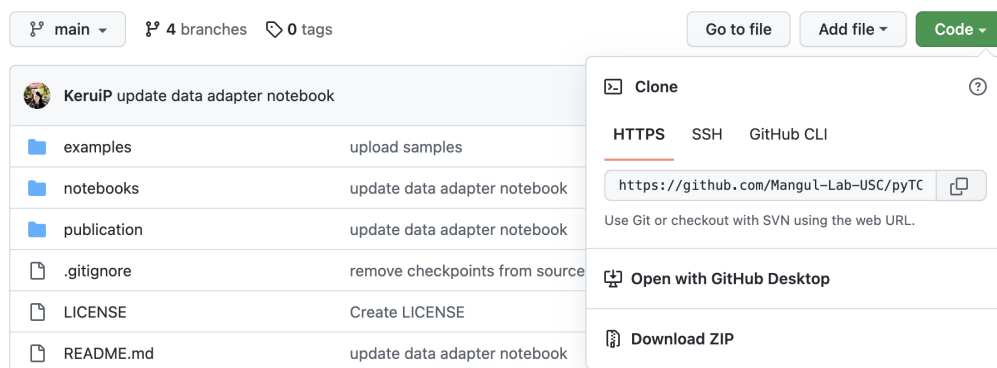 main 4 branches 0 tags Go to file Add file Code
KeruiP update data adapter notebook
Clone
HTTPS SSH GitHub CLI
https://github.com/Mangul-Lab-USC/pyTC
Use Git or checkout with SVN using the web URL.
Open with GitHub Desktop
Download ZIP
examples upload samples
notebooks update data adapter notebook
publication update data adapter notebook
.gitignore remove checkpoints from source
LICENSE Create LICENSE
README.md update data adapter notebook